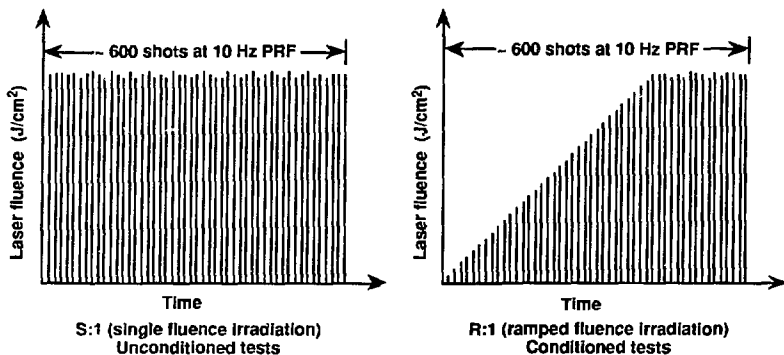 ~ 600 shots at 10 Hz PRF
Laser fluence (J/cm²)
Time
S:1 (single fluence irradiation)
Unconditioned tests
~ 600 shots at 10 Hz PRF
Laser fluence (J/cm²)
Time
R:1 (ramped fluence irradiation)
Conditioned tests